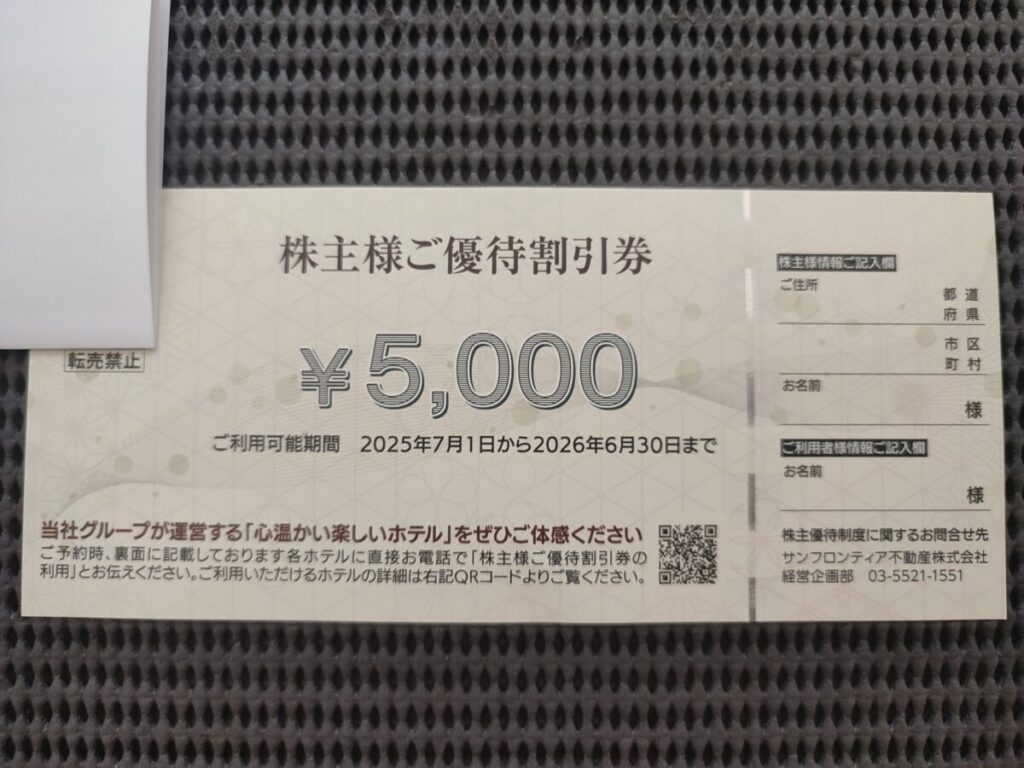 株主様ご優待割引券
転売禁止
¥5,000
ご利用可能期間 2025年7月1日から2026年6月30日まで
当社グループが運営する「心温かい楽しいホテル」をぜひご体感ください
ご予約時、裏面に記載しております各ホテルに直接お電話で「株主様ご優待割引券の
利用」とお伝えください。ご利用いただけるホテルの詳細は右記QRコードよりご覧ください。
株主様情報ご記入欄
ご住所
都 道
府 県
市 区
町 村
お名前
様
ご利用者様情報ご記入欄
お名前
様
株主優待制度に関するお問合せ先
サンフロンティア不動産株式会社
経営企画部 03-5521-1551